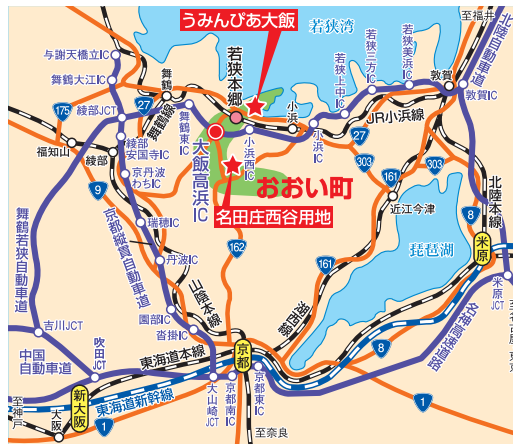 うみんぴあ大飯
若狭湾
至福井
北陸自動車道
与謝天橋立IC
舞鶴大江IC
舞鶴
若狭本郷
若狭三方IC
若狭美浜IC
敦賀
敦賀IC
175
綾部JCT
27
舞鶴線
舞鶴東IC
小浜
若狭上中IC
27
JR小浜線
福知山
綾部
綾部安国寺IC
大飯高浜IC
小浜西IC
小浜IC
303
303
161
8
京丹波わちIC
おおい町
9
名田庄西谷用地
近江今津
北陸本線
瑞穂IC
162
8
舞鶴若狭自動車道
京都縦貫自動車道
丹波IC
161
琵琶湖
米原
米原JCT
山陰本線
湖西線
園部IC
吉川JCT
沓掛IC
名神高速道路
中国自動車道
吹田JCT
東海道本線
京都
8
至名古屋、東京
新大阪
東海道新幹線
大山崎JCT
京都南IC
京都東IC
1
至神戸
大阪
1
至奈良